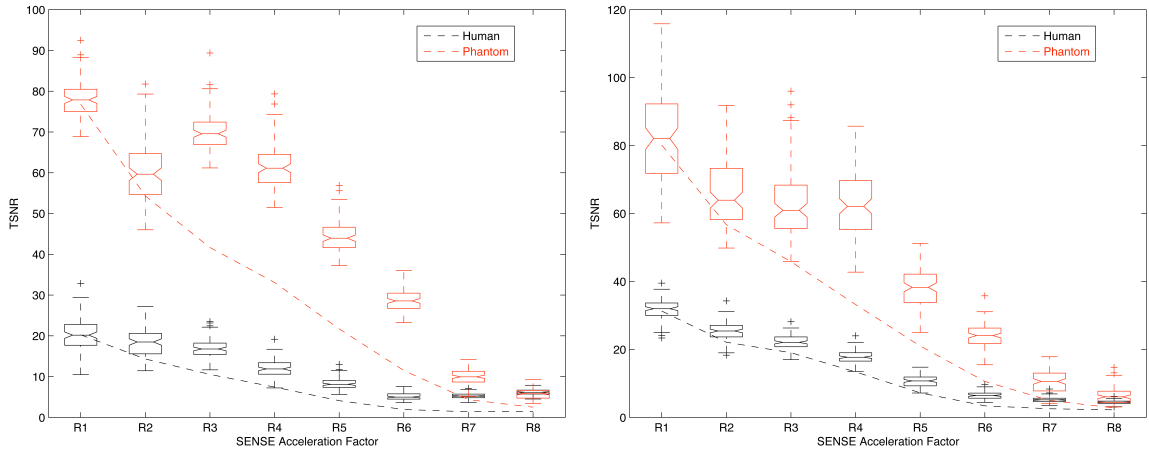 100
90
80
70
60
50
40
30
20
10
0
TSNR
Human
Phantom
R1 R2 R3 R4 R5 R6 R7 R8
SENSE Acceleration Factor
120
100
80
60
40
20
0
TSNR
Human
Phantom
R1 R2 R3 R4 R5 R6 R7 R8
SENSE Acceleration Factor